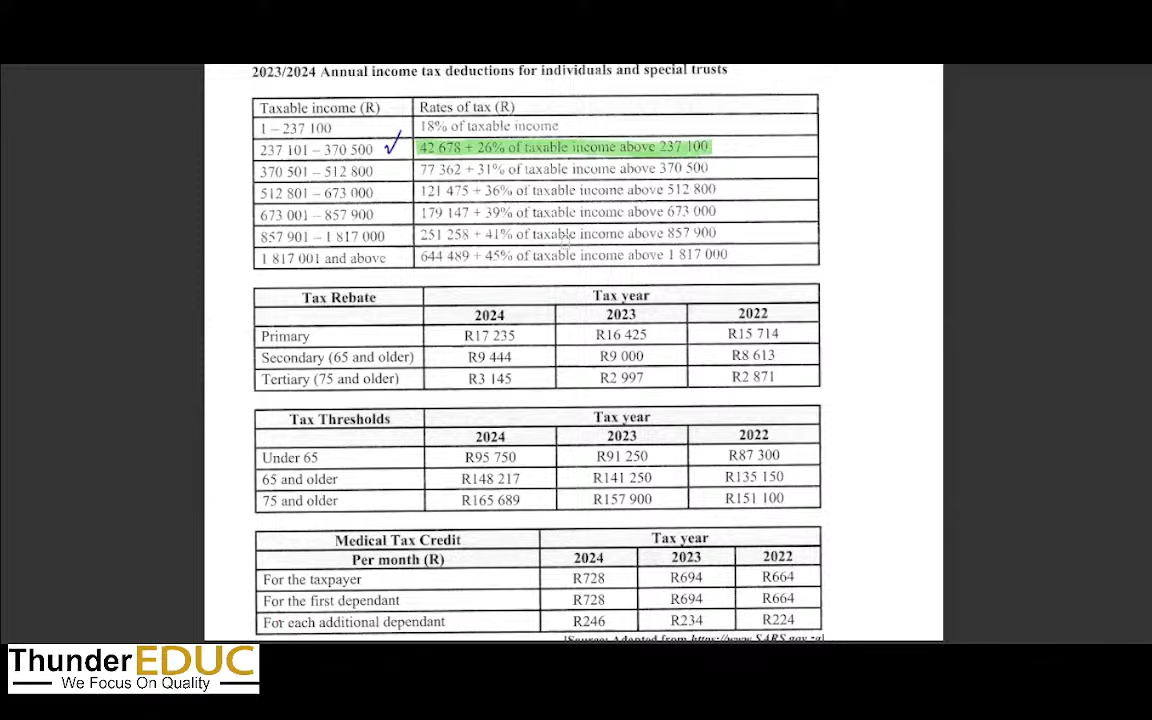 2023/2024 Annual income tax deductions for individuals and special trusts
Taxable income (R) Rates of tax (R)
1 – 237 100 18% of taxable income
237 101 – 370 500 42 678 + 26% of taxable income above 237 100
370 501 – 512 800 77 362 + 31% of taxable income above 370 500
512 801 – 673 000 121 475 + 36% of taxable income above 512 800
673 001 – 857 900 179 147 + 39% of taxable income above 673 000
857 901 – 1 817 000 251 258 + 41% of taxable income above 857 900
1 817 001 and above 644 489 + 45% of taxable income above 1 817 000
Tax Rebate Tax year
2024 2023 2022
Primary R17 235 R16 425 R15 714
Secondary (65 and older) R9 444 R9 000 R8 613
Tertiary (75 and older) R3 145 R2 997 R2 871
Tax Thresholds Tax year
2024 2023 2022
Under 65 R95 750 R91 250 R87 300
65 and older R148 217 R141 250 R135 150
75 and older R165 689 R157 900 R151 100
Medical Tax Credit Tax year
Per month (R) 2024 2023 2022
For the taxpayer R728 R694 R664
For the first dependant R728 R694 R664
For each additional dependant R246 R234 R224
[Source: Adapted from https://www.SARS.gov.za]
ThunderEDUC
We Focus On Quality